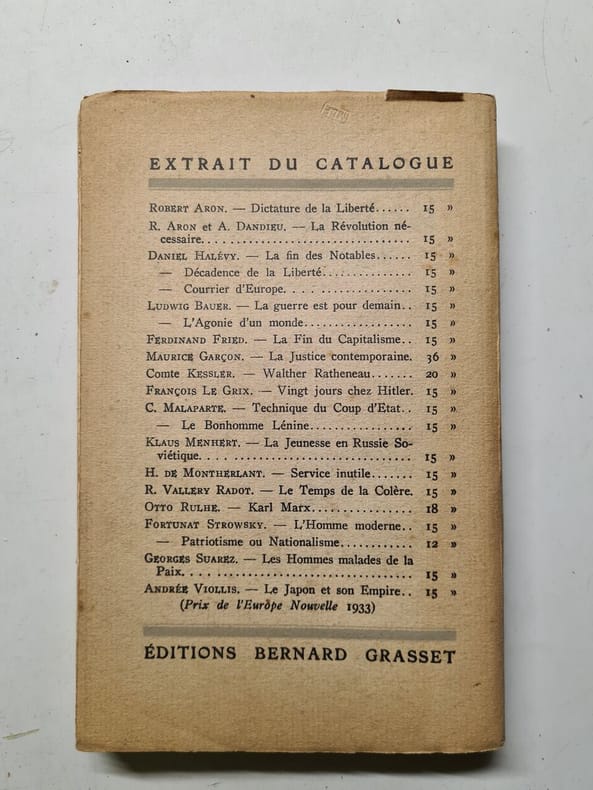 EXTRAIT DU CATALOGUE
ROBERT ARON. — Dictature de la Liberté...... 15 »
R. ARON et A. DANDIEU. — La Révolution né-
cessaire................................... 15 »
DANIEL HALÉVY. — La fin des Notables...... 15 »
— Décadence de la Liberté............... 15 »
— Courrier d'Europe..................... 15 »
LUDWIG BAUER. — La guerre est pour demain.. 15 »
— L'Agonie d'un monde.................. 15 »
FERDINAND FRIED. — La Fin du Capitalisme.. 15 »
MAURICE GARÇON. — La Justice contemporaine. 36 »
Comte KESSLER. — Walther Ratheneau....... 20 »
FRANÇOIS LE GRIX. — Vingt jours chez Hitler. 15 »
C. MALAPARTE. — Technique du Coup d'Etat.. 15 »
— Le Bonhomme Lénine................. 15 »
KLAUS MENHERT. — La Jeunesse en Russie So-
viétique.................................... 15 »
H. DE MONTHERLANT. — Service inutile....... 15 »
R. VALLERY RADOT. — Le Temps de la Colère. 15 »
OTTO RULHE. — Karl Marx................. 18 »
FORTUNAT STROWSKY. — L'Homme moderne.. 15 »
— Patriotisme ou Nationalisme............ 12 »
GEORGES SUAREZ. — Les Hommes malades de la
Paix....................................... 15 »
ANDRÉE VIOLLIS. — Le Japon et son Empire.. 15 »
(Prix de l'Europe Nouvelle 1933)
ÉDITIONS BERNARD GRASSET